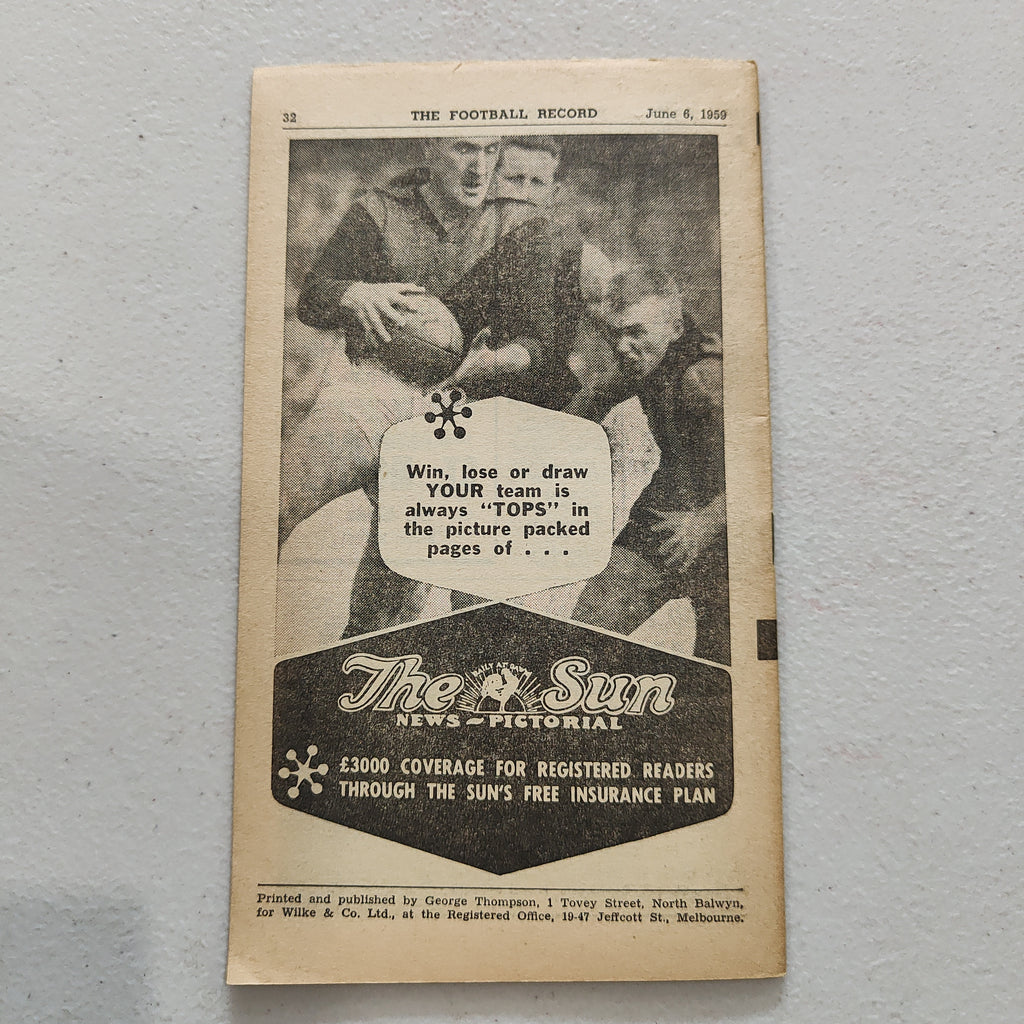 32 THE FOOTBALL RECORD June 6, 1959
Win, lose or draw
YOUR team is
always "TOPS" in
the picture packed
pages of . . .
DAILY AT DAWN
The Sun
NEWS-PICTORIAL
£3000 COVERAGE FOR REGISTERED READERS
THROUGH THE SUN'S FREE INSURANCE PLAN
Printed and published by George Thompson, 1 Tovey Street, North Balwyn,
for Wilke & Co. Ltd., at the Registered Office, 19-47 Jeffcott St., Melbourne.